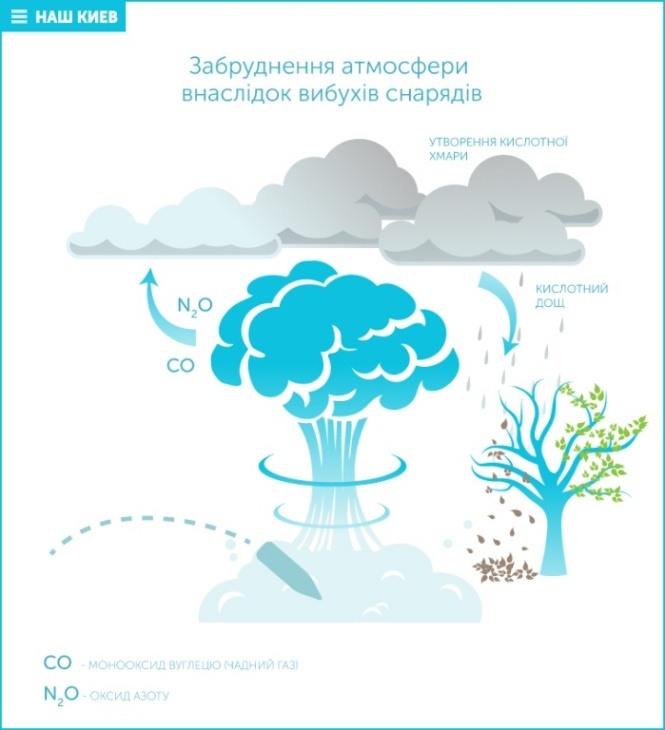 НАШ КИЕВ
Забруднення атмосфери
внаслідок вибухів снарядів
УТВОРЕННЯ КИСЛОТНОЇ
ХМАРИ
N₂O
CO
КИСЛОТНИЙ
ДОЩ
CO - МОНООКСИД ВУГЛЕЦЮ (ЧАДНИЙ ГАЗ)
N₂O - ОКСИД АЗОТУ